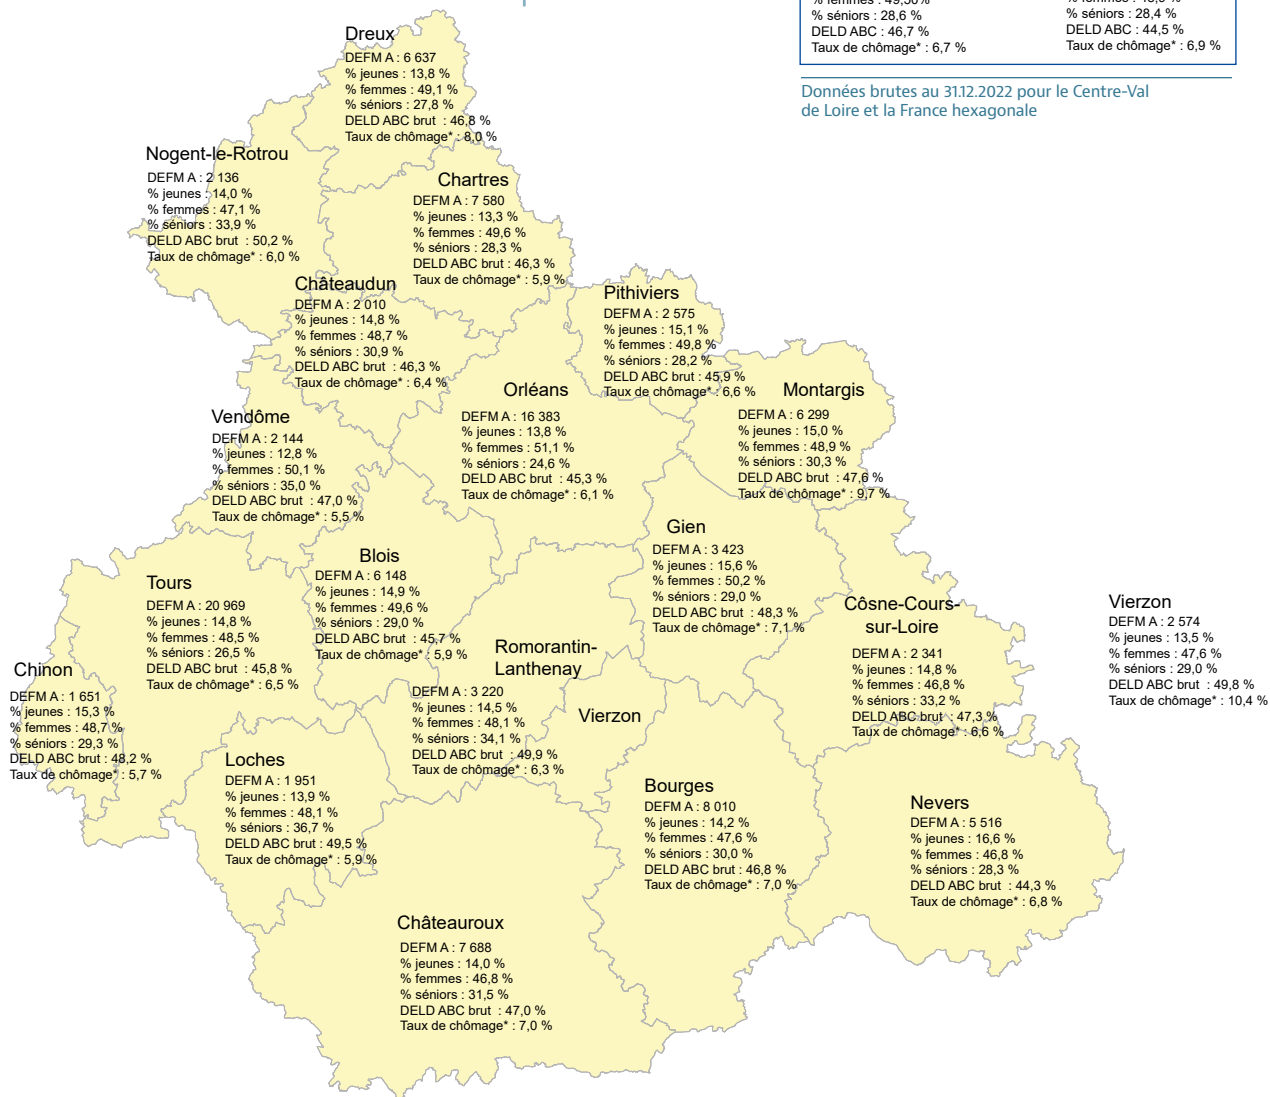 % séniors : 28,6 %
DELD ABC : 46,7 %
Taux de chômage* : 6,7 %
% séniors : 28,4 %
DELD ABC : 44,5 %
Taux de chômage* : 6,9 %
Données brutes au 31.12.2022 pour le Centre-Val
de Loire et la France hexagonale
Dreux
DEFM A : 6 637
% jeunes : 13,8 %
% femmes : 49,1 %
% séniors : 27,8 %
DELD ABC brut : 46,8 %
Taux de chômage* : 8,0 %
Nogent-le-Rotrou
DEFM A : 2 136
% jeunes : 14,0 %
% femmes : 47,1 %
% séniors : 33,9 %
DELD ABC brut : 50,2 %
Taux de chômage* : 6,0 %
Chartres
DEFM A : 7 580
% jeunes : 13,3 %
% femmes : 49,6 %
% séniors : 28,3 %
DELD ABC brut : 46,3 %
Taux de chômage* : 5,9 %
Châteaudun
DEFM A : 2 010
% jeunes : 14,8 %
% femmes : 48,7 %
% séniors : 30,9 %
DELD ABC brut : 46,3 %
Taux de chômage* : 6,4 %
Pithiviers
DEFM A : 2 575
% jeunes : 15,1 %
% femmes : 49,8 %
% séniors : 28,2 %
DELD ABC brut : 45,9 %
Taux de chômage* : 6,6 %
Orléans
DEFM A : 16 383
% jeunes : 13,8 %
% femmes : 51,1 %
% séniors : 24,6 %
DELD ABC brut : 45,3 %
Taux de chômage* : 6,1 %
Montargis
DEFM A : 6 299
% jeunes : 15,0 %
% femmes : 48,9 %
% séniors : 30,3 %
DELD ABC brut : 47,6 %
Taux de chômage* : 9,7 %
Vendôme
DEFM A : 2 144
% jeunes : 12,8 %
% femmes : 50,1 %
% séniors : 35,0 %
DELD ABC brut : 47,0 %
Taux de chômage* : 5,5 %
Gien
DEFM A : 3 423
% jeunes : 15,6 %
% femmes : 50,2 %
% séniors : 29,0 %
DELD ABC brut : 48,3 %
Taux de chômage* : 7,1 %
Blois
DEFM A : 6 148
% jeunes : 14,9 %
% femmes : 49,6 %
% séniors : 29,0 %
DELD ABC brut : 45,7 %
Taux de chômage* : 5,9 %
Tours
DEFM A : 20 969
% jeunes : 14,8 %
% femmes : 48,5 %
% séniors : 26,5 %
DELD ABC brut : 45,8 %
Taux de chômage* : 6,5 %
Côsne-Cours-
sur-Loire
DEFM A : 2 341
% jeunes : 14,8 %
% femmes : 46,8 %
% séniors : 33,2 %
DELD ABC brut : 47,3 %
Taux de chômage* : 6,6 %
Vierzon
DEFM A : 2 574
% jeunes : 13,5 %
% femmes : 47,6 %
% séniors : 29,0 %
DELD ABC brut : 49,8 %
Taux de chômage* : 10,4 %
Romorantin-
Lanthenay
DEFM A : 3 220
% jeunes : 14,5 %
% femmes : 48,1 %
% séniors : 34,1 %
DELD ABC brut : 49,9 %
Taux de chômage* : 6,3 %
Chinon
DEFM A : 1 651
% jeunes : 15,3 %
% femmes : 48,7 %
% séniors : 29,3 %
DELD ABC brut : 48,2 %
Taux de chômage* : 5,7 %
Vierzon
Loches
DEFM A : 1 951
% jeunes : 13,9 %
% femmes : 48,1 %
% séniors : 36,7 %
DELD ABC brut : 49,5 %
Taux de chômage* : 5,9 %
Bourges
DEFM A : 8 010
% jeunes : 14,2 %
% femmes : 47,6 %
% séniors : 30,0 %
DELD ABC brut : 46,8 %
Taux de chômage* : 7,0 %
Nevers
DEFM A : 5 516
% jeunes : 16,6 %
% femmes : 46,8 %
% séniors : 28,3 %
DELD ABC brut : 44,3 %
Taux de chômage* : 6,8 %
Châteauroux
DEFM A : 7 688
% jeunes : 14,0 %
% femmes : 46,8 %
% séniors : 31,5 %
DELD ABC brut : 47,0 %
Taux de chômage* : 7,0 %